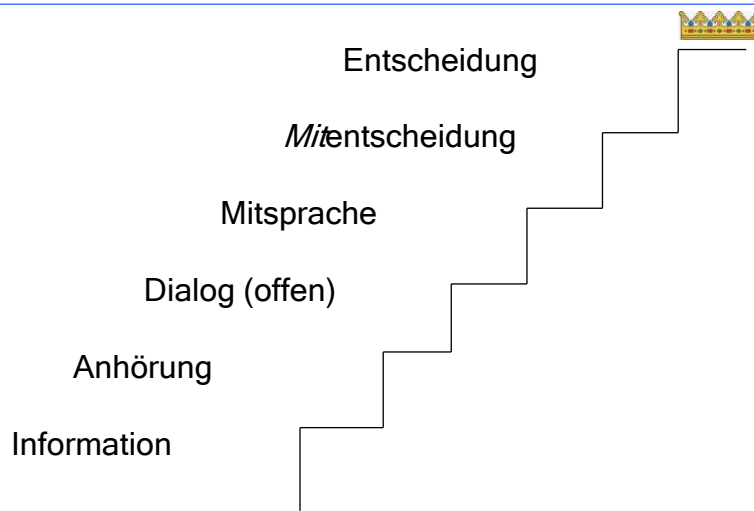 Entscheidung
Mitentscheidung
Mitsprache
Dialog (offen)
Anhörung
Information